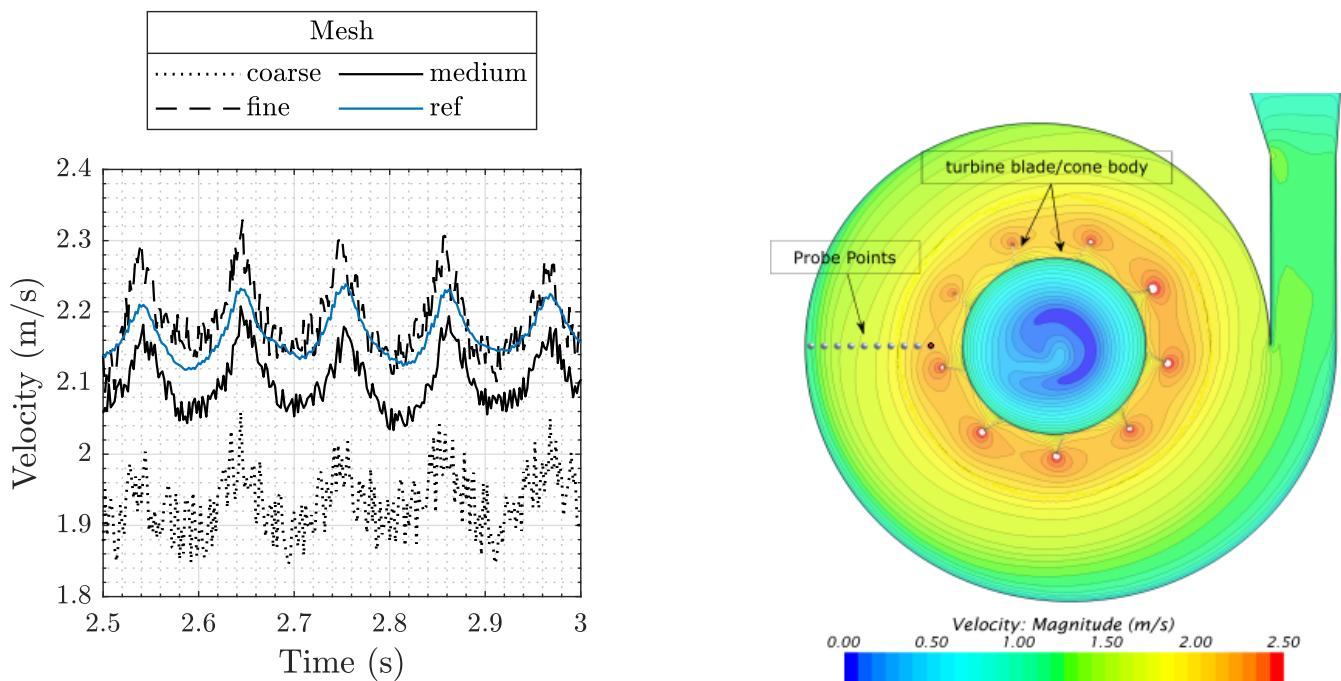 Mesh
coarse medium
fine ref
2.4
2.3
2.2
2.1
2
1.9
1.8
Velocity (m/s)
2.5 2.6 2.7 2.8 2.9 3
Time (s)
turbine blade/cone body
Probe Points
Velocity: Magnitude (m/s)
0.00 0.50 1.00 1.50 2.00 2.50